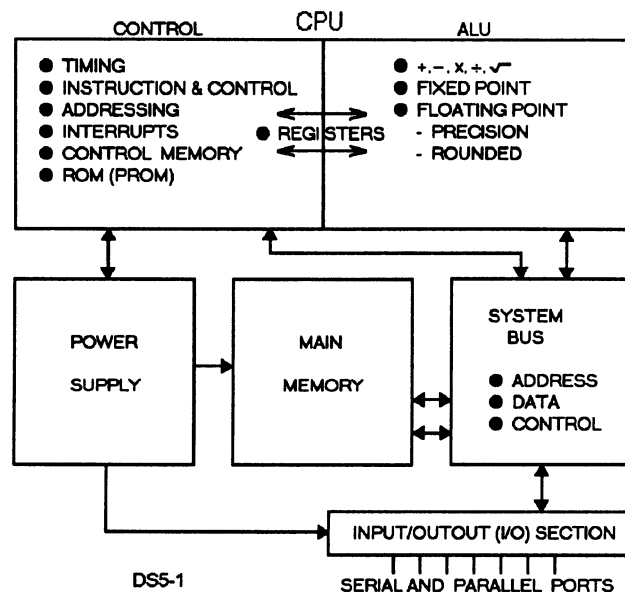 CPU
CONTROL
ALU
● TIMING
● INSTRUCTION & CONTROL
● ADDRESSING
● INTERRUPTS
● CONTROL MEMORY
● ROM (PROM)
● REGISTERS
● +, -, x, ÷, √
● FIXED POINT
● FLOATING POINT
- PRECISION
- ROUNDED
POWER
SUPPLY
MAIN
MEMORY
SYSTEM
BUS
● ADDRESS
● DATA
● CONTROL
INPUT/OUTOUT (I/O) SECTION
DS5-1
SERIAL AND PARALLEL PORTS